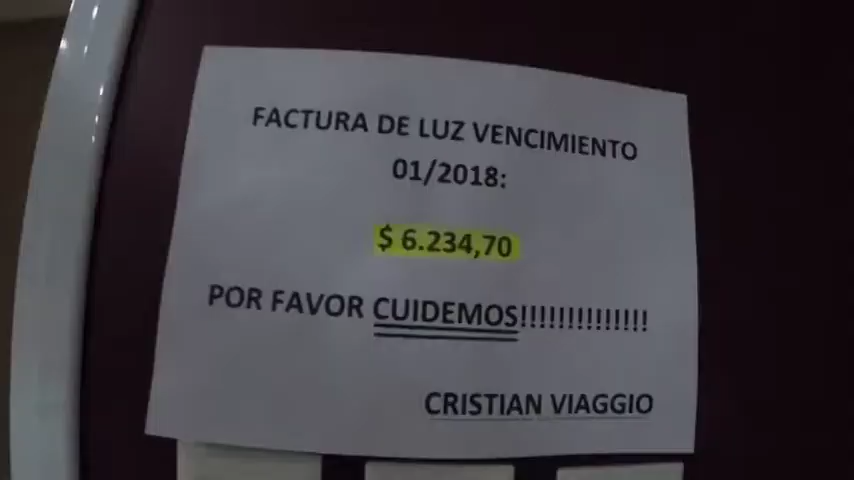 FACTURA DE LUZ VENCIMIENTO
01/2018:
$ 6.234,70
POR FAVOR CUIDEMOS!!!!!!!!!!!!!!
CRISTIAN VIAGGIO